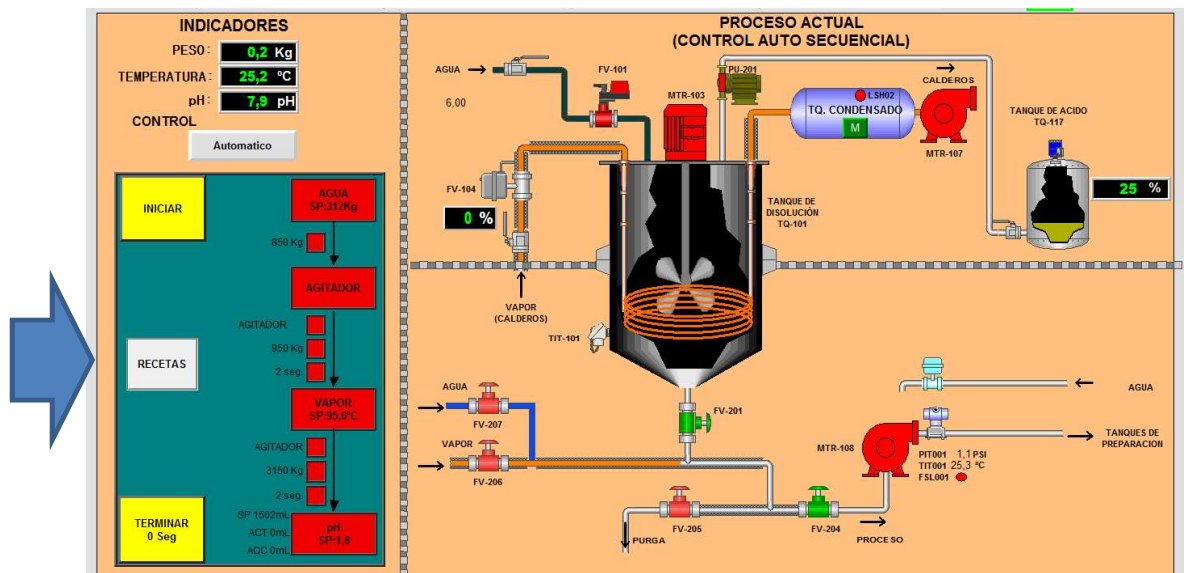 INDICADORES
PESO: 0,2 Kg
TEMPERATURA: 25,2 ºC
pH: 7,9 pH
CONTROL
Automatico
INICIAR
AGUA
SP:312Kg
850 Kg
AGITADOR
AGITADOR
950 Kg
2 seg.
RECETAS
VAPOR
SP:95,0ºC
AGITADOR
3150 Kg
2 seg.
TERMINAR
0 Seg
SP 1502mL
ACT 0mL
ACC 0mL
pH
SP:1,8
PROCESO ACTUAL
(CONTROL AUTO SECUENCIAL)
AGUA
6,00
FV-101
MTR-103
PU-201
LSH02
TQ. CONDENSADO
M
CALDEROS
MTR-107
TANQUE DE ACIDO
TQ-117
25 %
FV-104
0 %
TANQUE DE
DISOLUCIÓN
TQ-101
VAPOR
(CALDEROS)
TIT-101
AGUA
FV-207
VAPOR
FV-206
FV-201
AGUA
TANQUES DE
PREPARACION
MTR-108
PIT001 1,1 PSI
TIT001 25,3 ºC
FSL001
FV-205
FV-204
PURGA
PROCESO